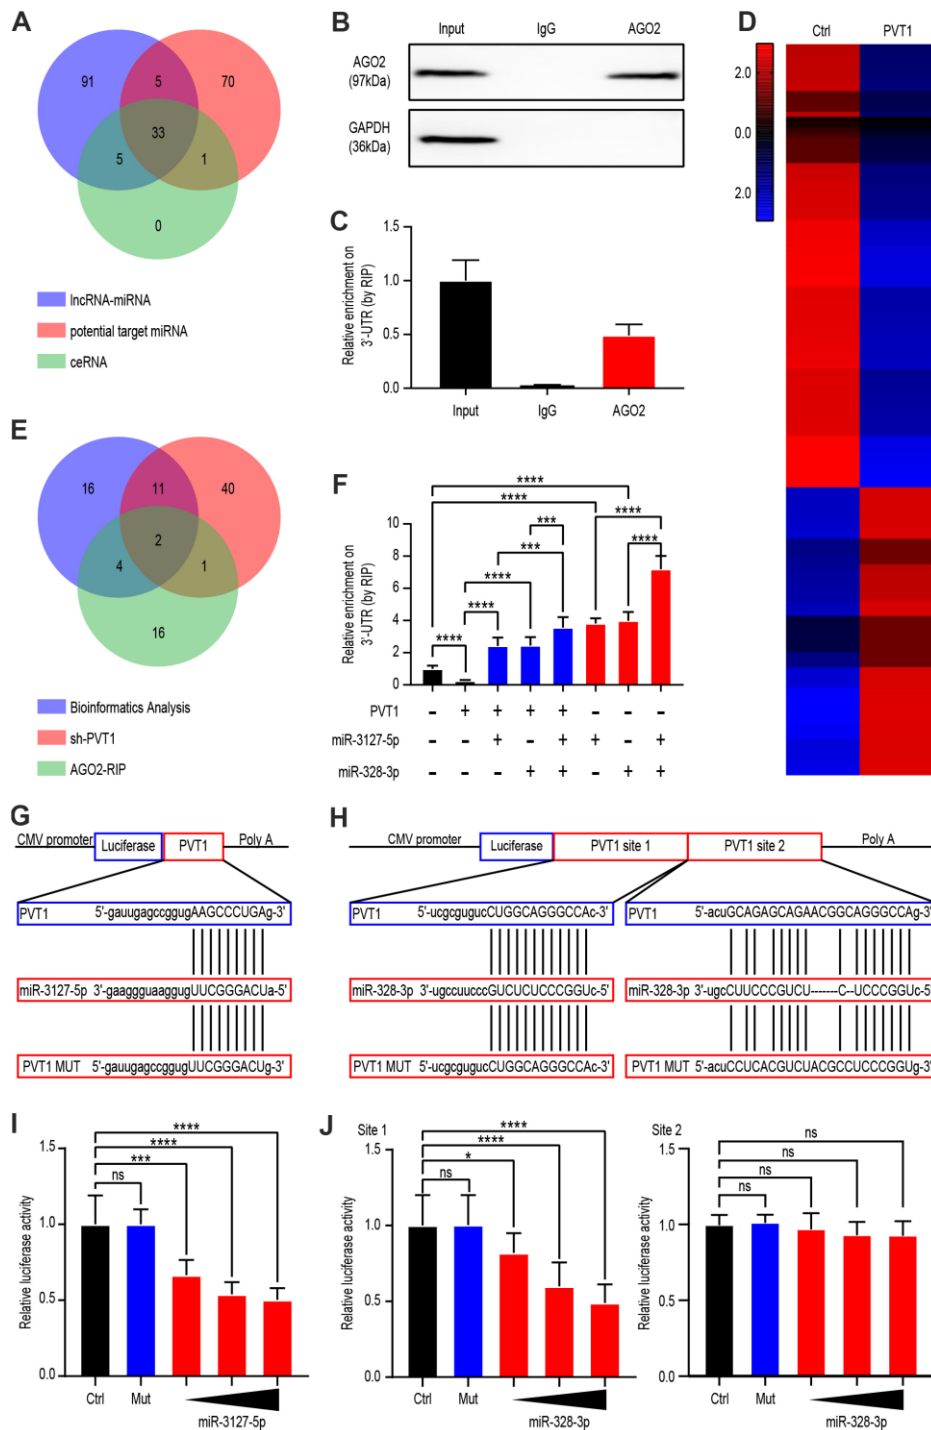 A
91
5
70
33
5
1
0
lncRNA-miRNA
potential target miRNA
ceRNA
B
Input IgG AGO2
AGO2
(97kDa)
GAPDH
(36kDa)
C
Relative enrichment on
3'-UTR (by RIP)
1.5
1.0
0.5
0.0
Input IgG AGO2
D
Ctrl PVT1
2.0
0.0
2.0
E
16
11
40
2
4
1
16
Bioinformatics Analysis
sh-PVT1
AGO2-RIP
F
Relative enrichment on
3'-UTR (by RIP)
10
8
6
4
2
0
****
****
*** ****
*** ****
****
****
****
PVT1 - + + + + - - -
miR-3127-5p - - + - + + - +
miR-328-3p - - - + + - + +
G
CMV promoter Luciferase PVT1 Poly A
PVT1 5'-gauugagccggugAAGCCCUGAg-3'
miR-3127-5p 3'-gaaggguaaggugUUCGGGACUa-5'
PVT1 MUT 5'-gauugagccggugUUCGGGACUg-3'
H
CMV promoter Luciferase PVT1 site 1 PVT1 site 2 Poly A
PVT1 5'-ucgcgugucCUGGCAGGGCCAc-3'
miR-328-3p 3'-ugccuucccGUCUCUCCCGGUc-5'
PVT1 MUT 5'-ucgcgugucCUGGCAGGGCCAc-3'
PVT1 5'-acuGCAGAGCAGAACGGCAGGGCCAg-3'
miR-328-3p 3'-ugcCUUCCCGUCU-------C--UCCCGGUc-5'
PVT1 MUT 5'-acuCCUCACGUCUACGCCUCCCGGUg-3'
I
Relative luciferase activity
1.5
1.0
0.5
0.0
****
****
***
ns
Ctrl Mut
miR-3127-5p
J
Site 1
Relative luciferase activity
1.5
1.0
0.5
0.0
****
****
*
ns
Ctrl Mut
miR-328-3p
Site 2
Relative luciferase activity
1.5
1.0
0.5
0.0
ns
ns
ns
ns
Ctrl Mut
miR-328-3p